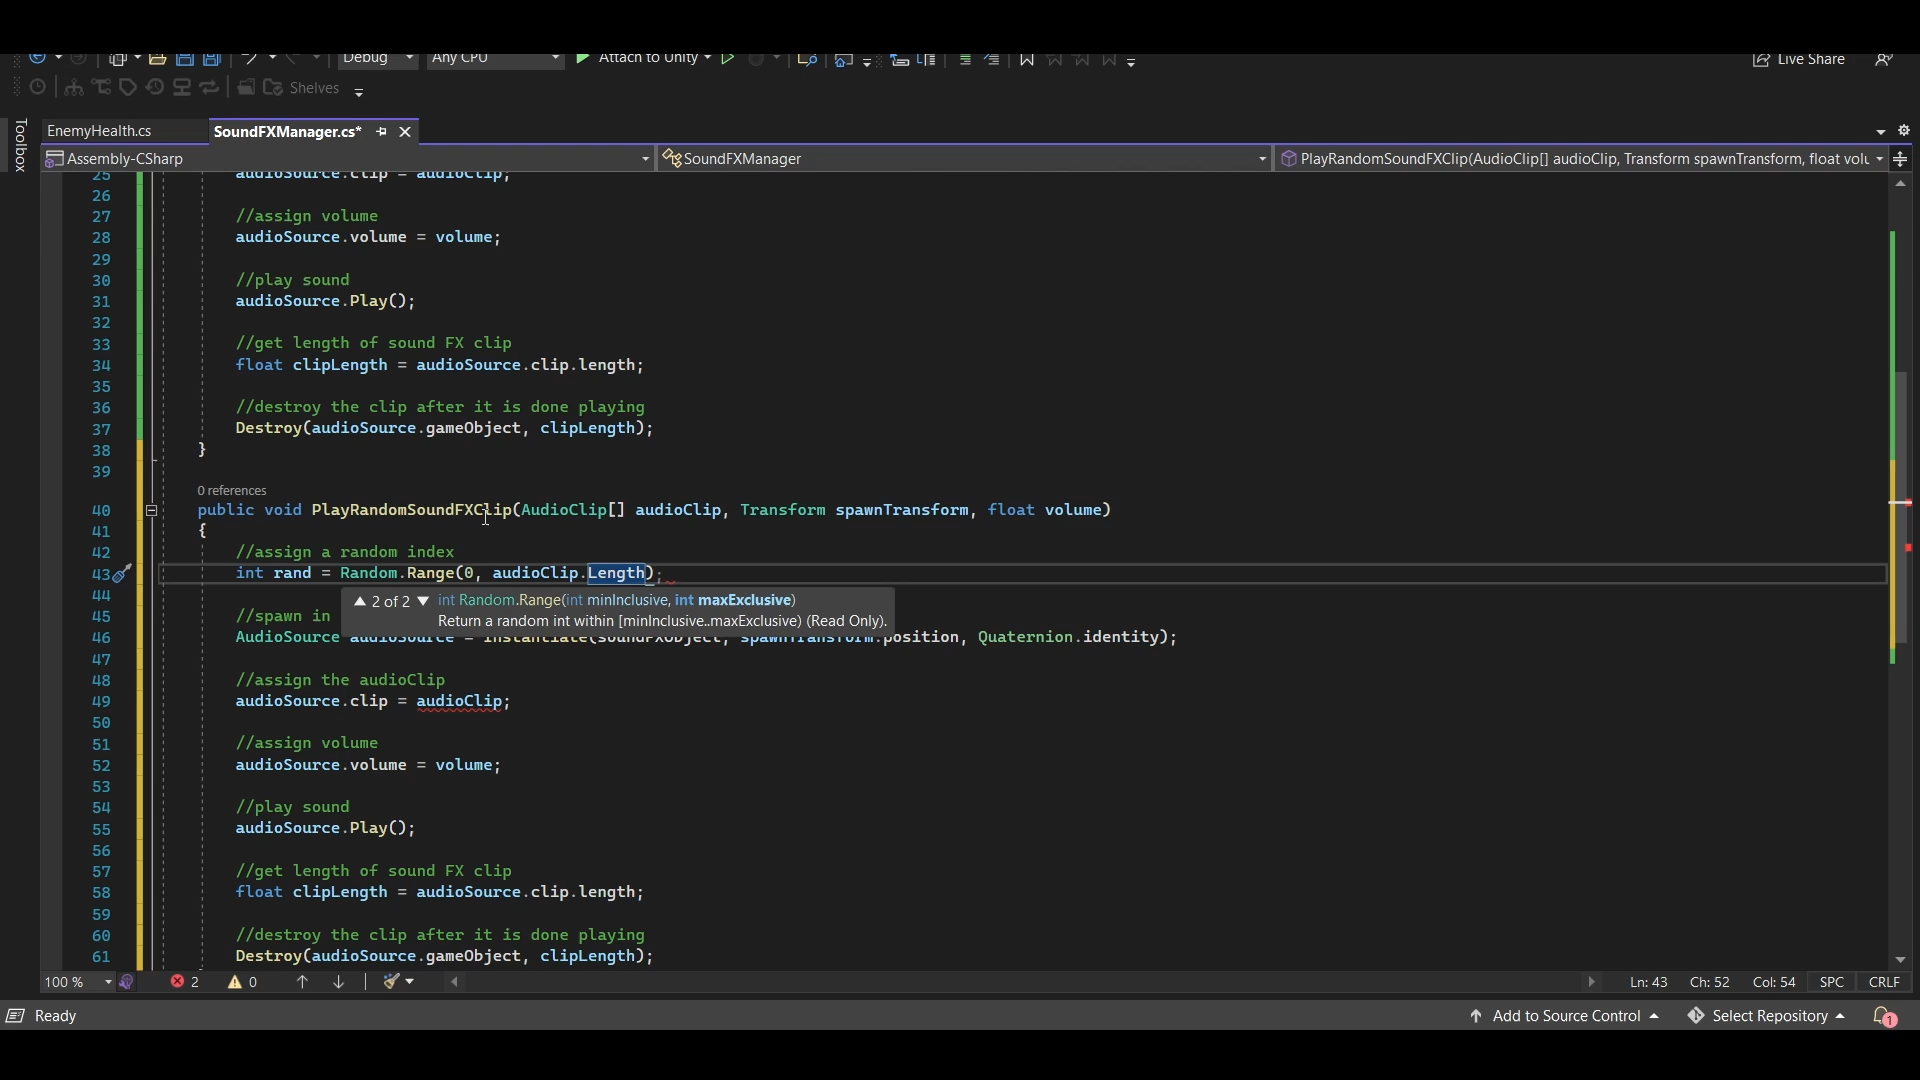 Debug Any CPU Attach to Unity Live Share
Shelves
Toolbox
EnemyHealth.cs SoundFXManager.cs*
Assembly-CSharp SoundFXManager PlayRandomSoundFXClip(AudioClip[] audioClip, Transform spawnTransform, float volu
25 audioSource.clip = audioClip;
26
27 //assign volume
28 audioSource.volume = volume;
29
30 //play sound
31 audioSource.Play();
32
33 //get length of sound FX clip
34 float clipLength = audioSource.clip.length;
35
36 //destroy the clip after it is done playing
37 Destroy(audioSource.gameObject, clipLength);
38 }
39
0 references
40 public void PlayRandomSoundFXClip(AudioClip[] audioClip, Transform spawnTransform, float volume)
41 {
42 //assign a random index
43 int rand = Random.Range(0, audioClip.Length);
44
▲ 2 of 2 ▼ int Random.Range(int minInclusive, int maxExclusive)
Return a random int within [minInclusive..maxExclusive) (Read Only).
45 //spawn in
46 AudioSource audioSource = Instantiate(soundFXObject, spawnTransform.position, Quaternion.identity);
47
48 //assign the audioClip
49 audioSource.clip = audioClip;
50
51 //assign volume
52 audioSource.volume = volume;
53
54 //play sound
55 audioSource.Play();
56
57 //get length of sound FX clip
58 float clipLength = audioSource.clip.length;
59
60 //destroy the clip after it is done playing
61 Destroy(audioSource.gameObject, clipLength);
100 % 2 0 Ln: 43 Ch: 52 Col: 54 SPC CRLF
Ready Add to Source Control Select Repository 1